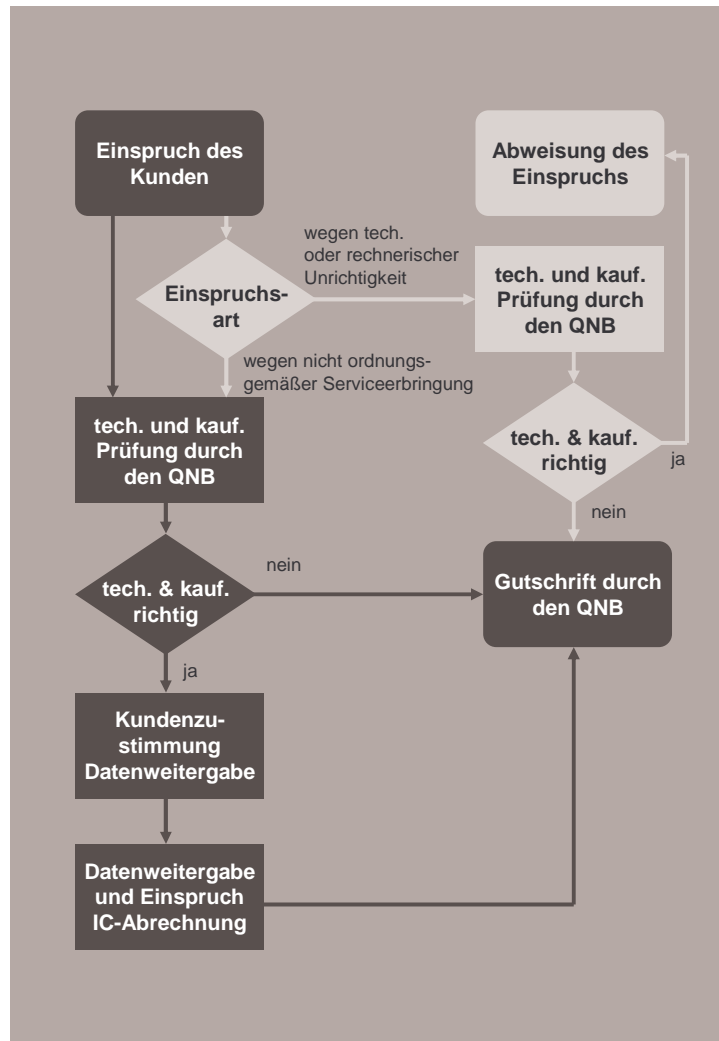 Einspruch des
Kunden
Abweisung des
Einspruchs
wegen tech.
oder rechnerischer
Unrichtigkeit
Einspruchs-
art
tech. und kauf.
Prüfung durch
den QNB
wegen nicht ordnungs-
gemäßer Serviceerbringung
tech. und kauf.
Prüfung durch
den QNB
tech. & kauf.
richtig
ja
nein
nein
tech. & kauf.
richtig
Gutschrift durch
den QNB
ja
Kundenzu-
stimmung
Datenweitergabe
Datenweitergabe
und Einspruch
IC-Abrechnung